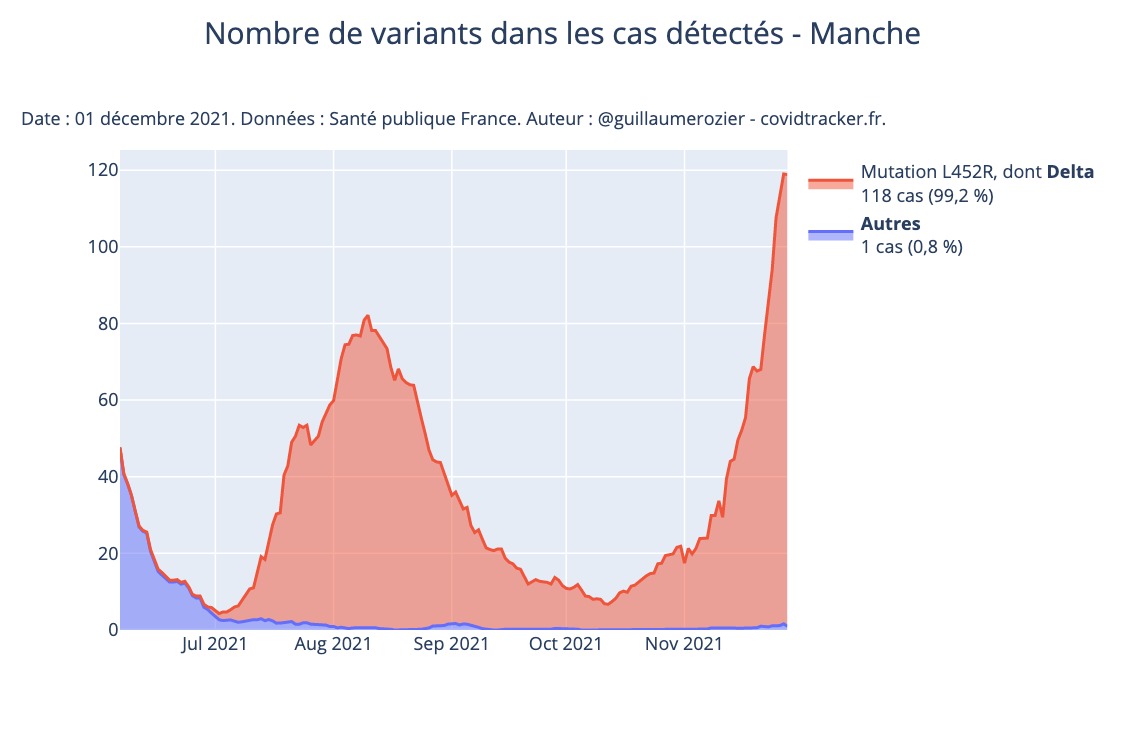 Nombre de variants dans les cas détectés - Manche
Date : 01 décembre 2021. Données : Santé publique France. Auteur : @guillaumerozier - covidtracker.fr.
120
100
80
60
40
20
0
Jul 2021
Aug 2021
Sep 2021
Oct 2021
Nov 2021
Mutation L452R, dont Delta
118 cas (99,2 %)
Autres
1 cas (0,8 %)